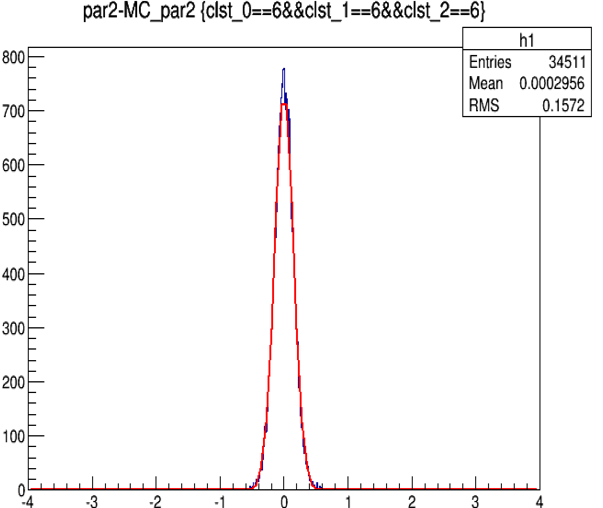 par2-MC_par2 {clst_0==6&&clst_1==6&&clst_2==6}
h1
Entries 34511
Mean 0.0002956
RMS 0.1572
800
700
600
500
400
300
200
100
0
-4 -3 -2 -1 0 1 2 3 4